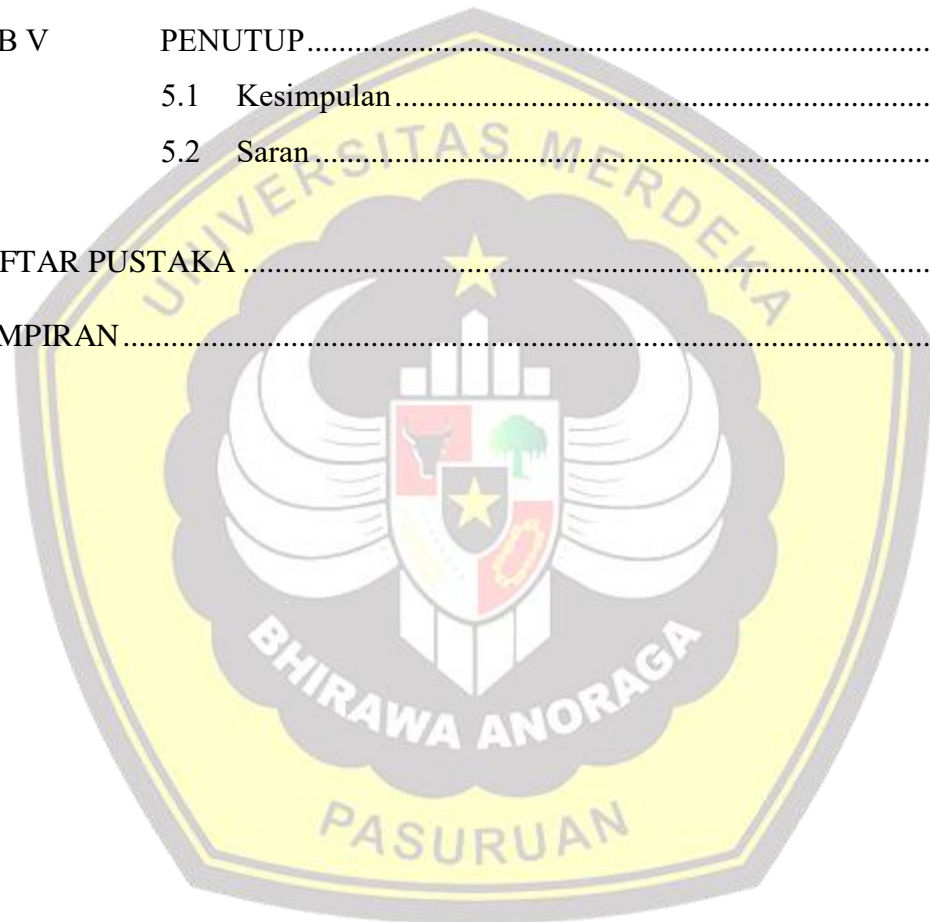 B V PENUTUP..............................................................................
5.1 Kesimpulan...................................................................
5.2 Saran.............................................................................
FTAR PUSTAKA......................................................................................
MPIRAN.....................................................................................................
UNIVERSITAS MERDEKA
BHIRAWA ANORAGA
PASURUAN